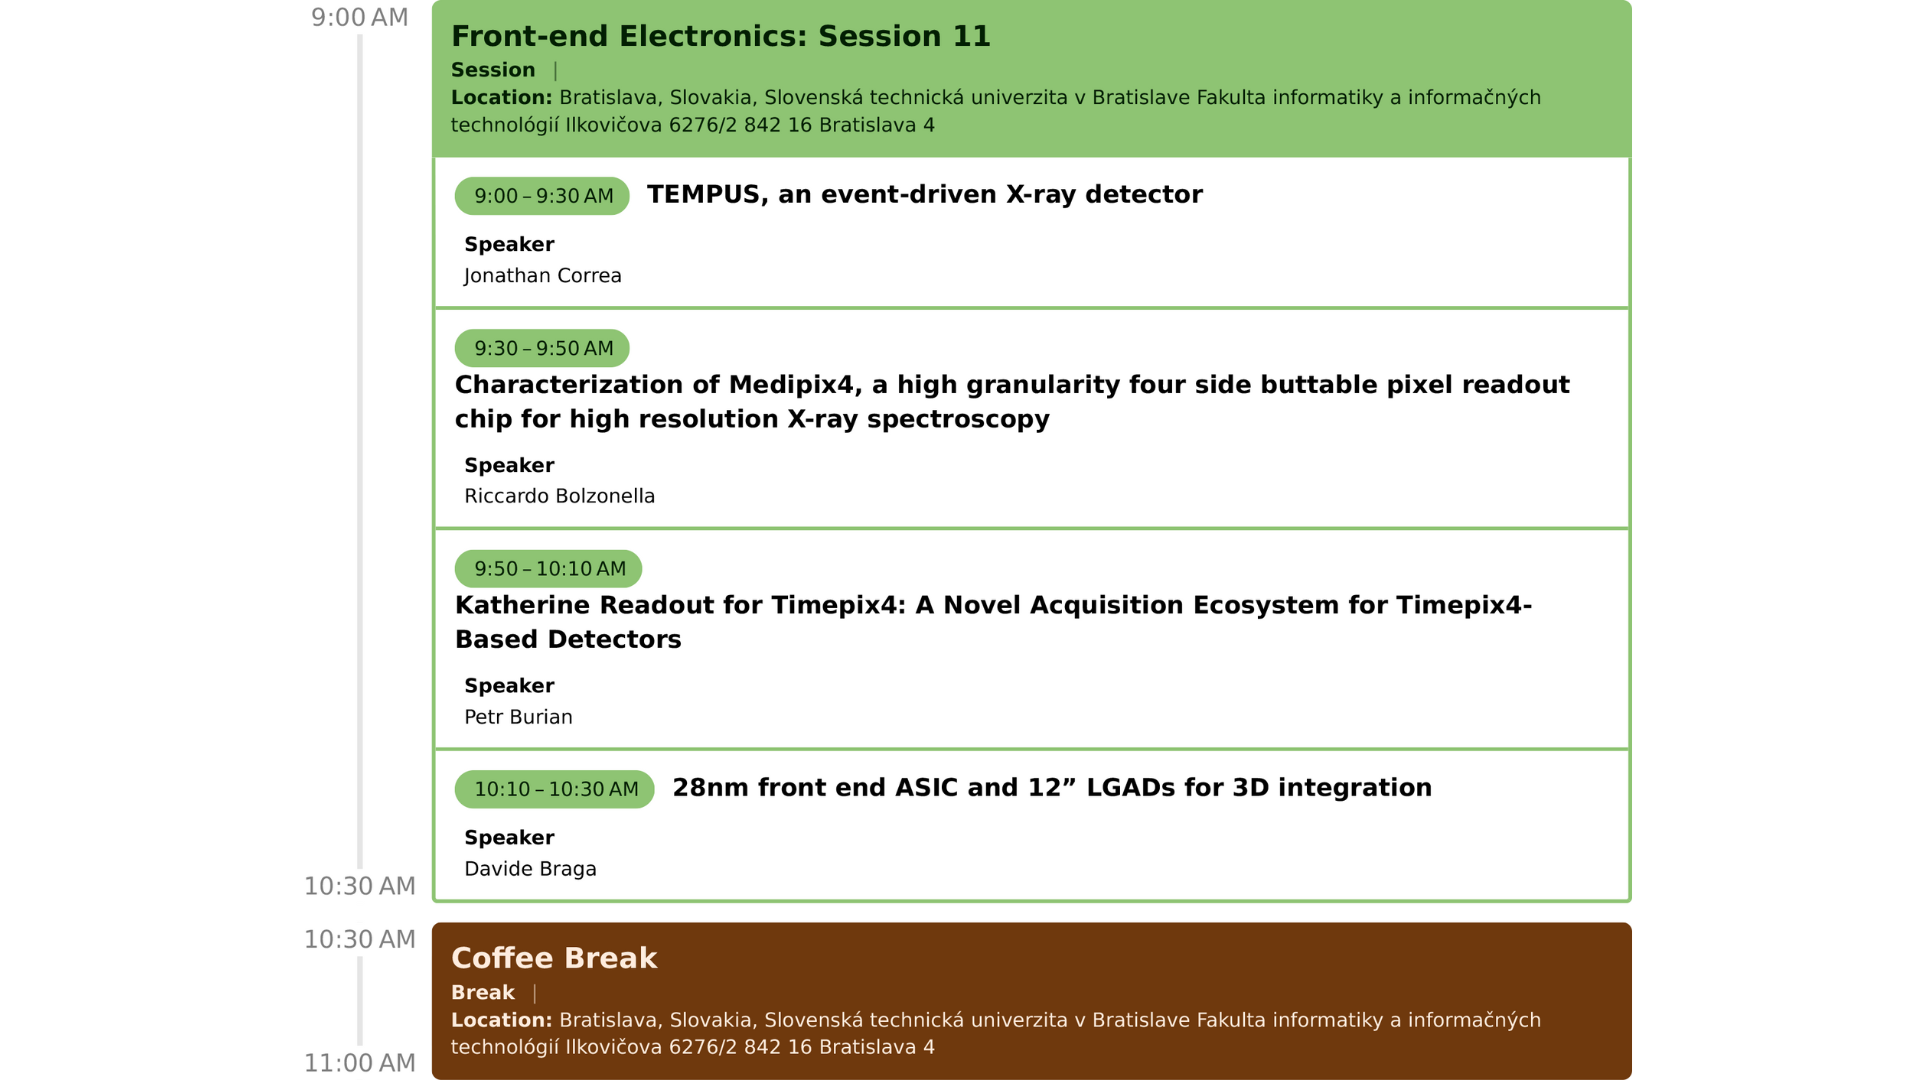 9:00 AM
Front-end Electronics: Session 11
Session |
Location: Bratislava, Slovakia, Slovenská technická univerzita v Bratislave Fakulta informatiky a informačných
technológií Ilkovičova 6276/2 842 16 Bratislava 4
9:00 – 9:30 AM TEMPUS, an event-driven X-ray detector
Speaker
Jonathan Correa
9:30 – 9:50 AM
Characterization of Medipix4, a high granularity four side buttable pixel readout
chip for high resolution X-ray spectroscopy
Speaker
Riccardo Bolzonella
9:50 – 10:10 AM
Katherine Readout for Timepix4: A Novel Acquisition Ecosystem for Timepix4-
Based Detectors
Speaker
Petr Burian
10:10 – 10:30 AM 28nm front end ASIC and 12” LGADs for 3D integration
Speaker
Davide Braga
10:30 AM
10:30 AM
Coffee Break
Break |
Location: Bratislava, Slovakia, Slovenská technická univerzita v Bratislave Fakulta informatiky a informačných
technológií Ilkovičova 6276/2 842 16 Bratislava 4
11:00 AM